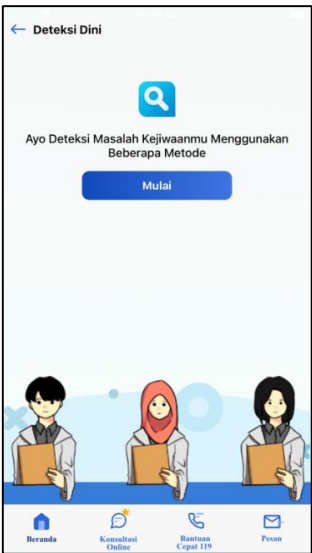 Deteksi Dini
Ayo Deteksi Masalah Kejiwaanmu Menggunakan
Beberapa Metode
Mulai
Beranda
Konsultasi
Online
Bantuan
Cepat 119
Pesan